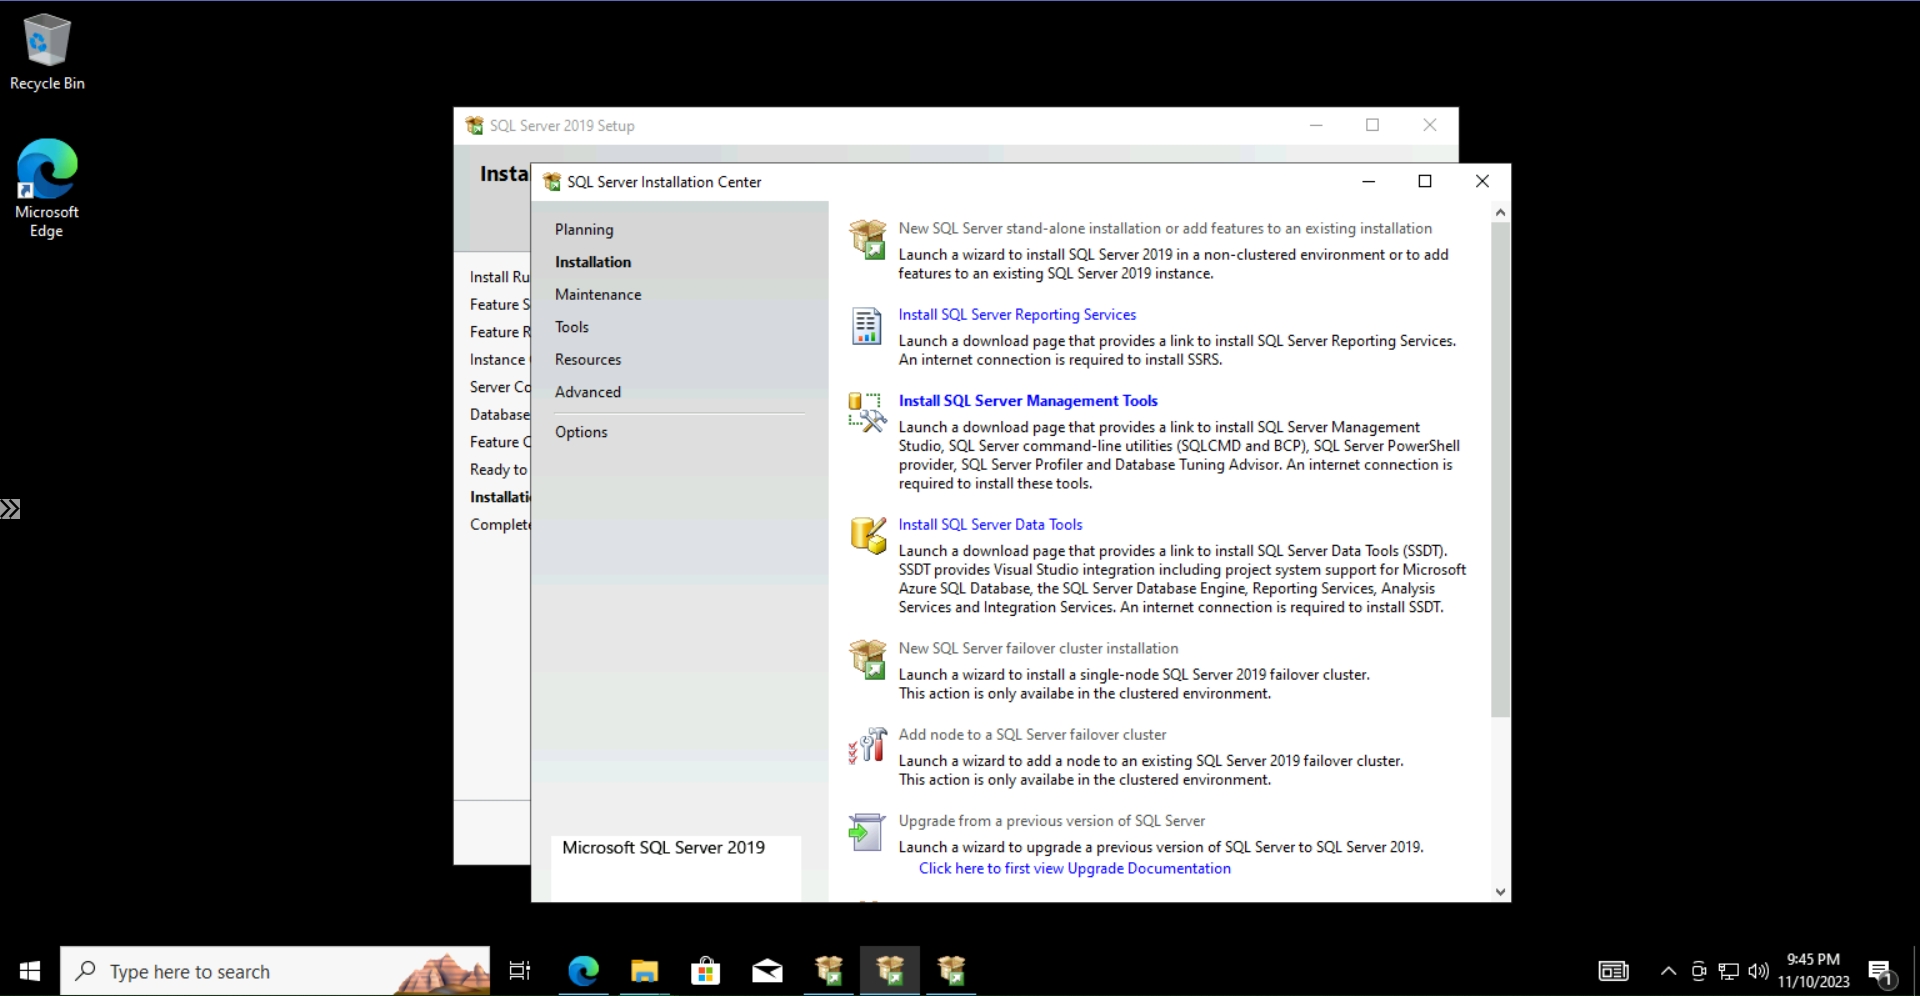 Recycle Bin
Microsoft
Edge
SQL Server 2019 Setup
Insta
Install Ru
Feature S
Feature R
Instance
Server Co
Database
Feature C
Ready to
Installati
Complete
SQL Server Installation Center
Planning
Installation
Maintenance
Tools
Resources
Advanced
Options
Microsoft SQL Server 2019
New SQL Server stand-alone installation or add features to an existing installation
Launch a wizard to install SQL Server 2019 in a non-clustered environment or to add
features to an existing SQL Server 2019 instance.
Install SQL Server Reporting Services
Launch a download page that provides a link to install SQL Server Reporting Services.
An internet connection is required to install SSRS.
Install SQL Server Management Tools
Launch a download page that provides a link to install SQL Server Management
Studio, SQL Server command-line utilities (SQLCMD and BCP), SQL Server PowerShell
provider, SQL Server Profiler and Database Tuning Advisor. An internet connection is
required to install these tools.
Install SQL Server Data Tools
Launch a download page that provides a link to install SQL Server Data Tools (SSDT).
SSDT provides Visual Studio integration including project system support for Microsoft
Azure SQL Database, the SQL Server Database Engine, Reporting Services, Analysis
Services and Integration Services. An internet connection is required to install SSDT.
New SQL Server failover cluster installation
Launch a wizard to install a single-node SQL Server 2019 failover cluster.
This action is only availabe in the clustered environment.
Add node to a SQL Server failover cluster
Launch a wizard to add a node to an existing SQL Server 2019 failover cluster.
This action is only availabe in the clustered environment.
Upgrade from a previous version of SQL Server
Launch a wizard to upgrade a previous version of SQL Server to SQL Server 2019.
Click here to first view Upgrade Documentation
Type here to search
9:45 PM
11/10/2023
1